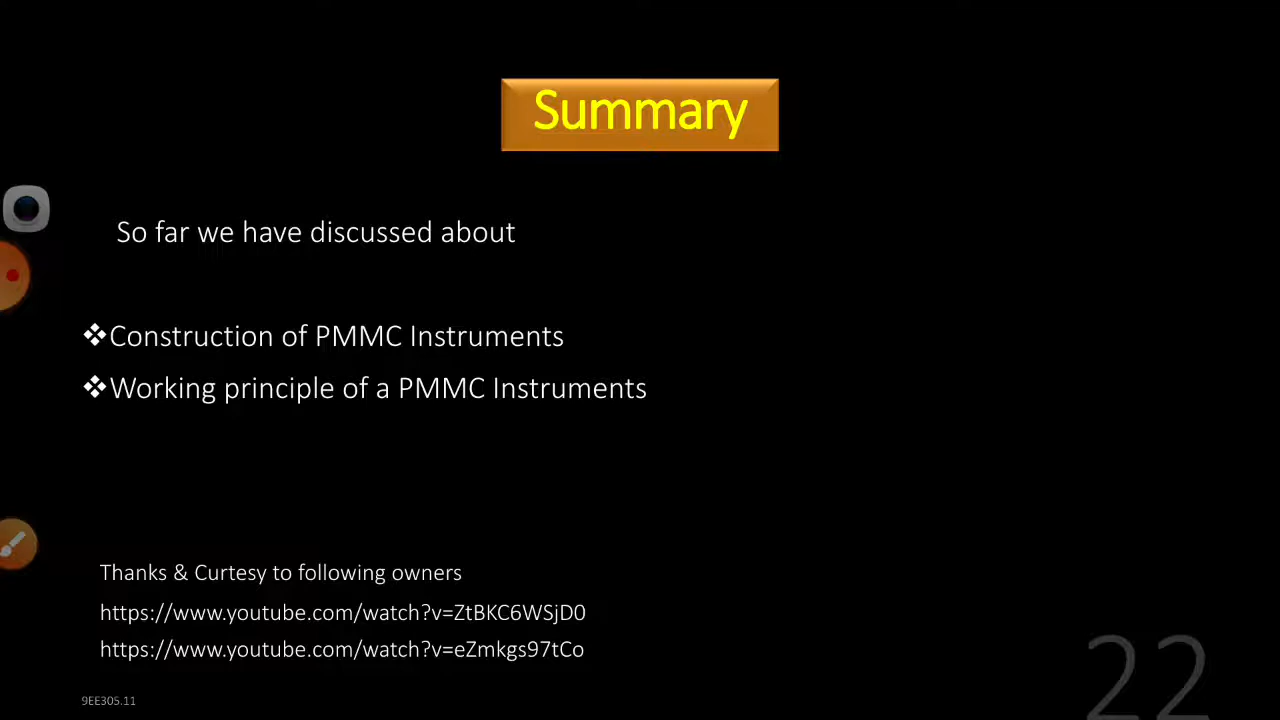 Summary
So far we have discussed about
❖Construction of PMMC Instruments
❖Working principle of a PMMC Instruments
Thanks & Curtesy to following owners
https://www.youtube.com/watch?v=ZtBKC6WSjD0
https://www.youtube.com/watch?v=eZmkgs97tCo
9EE305.11
22